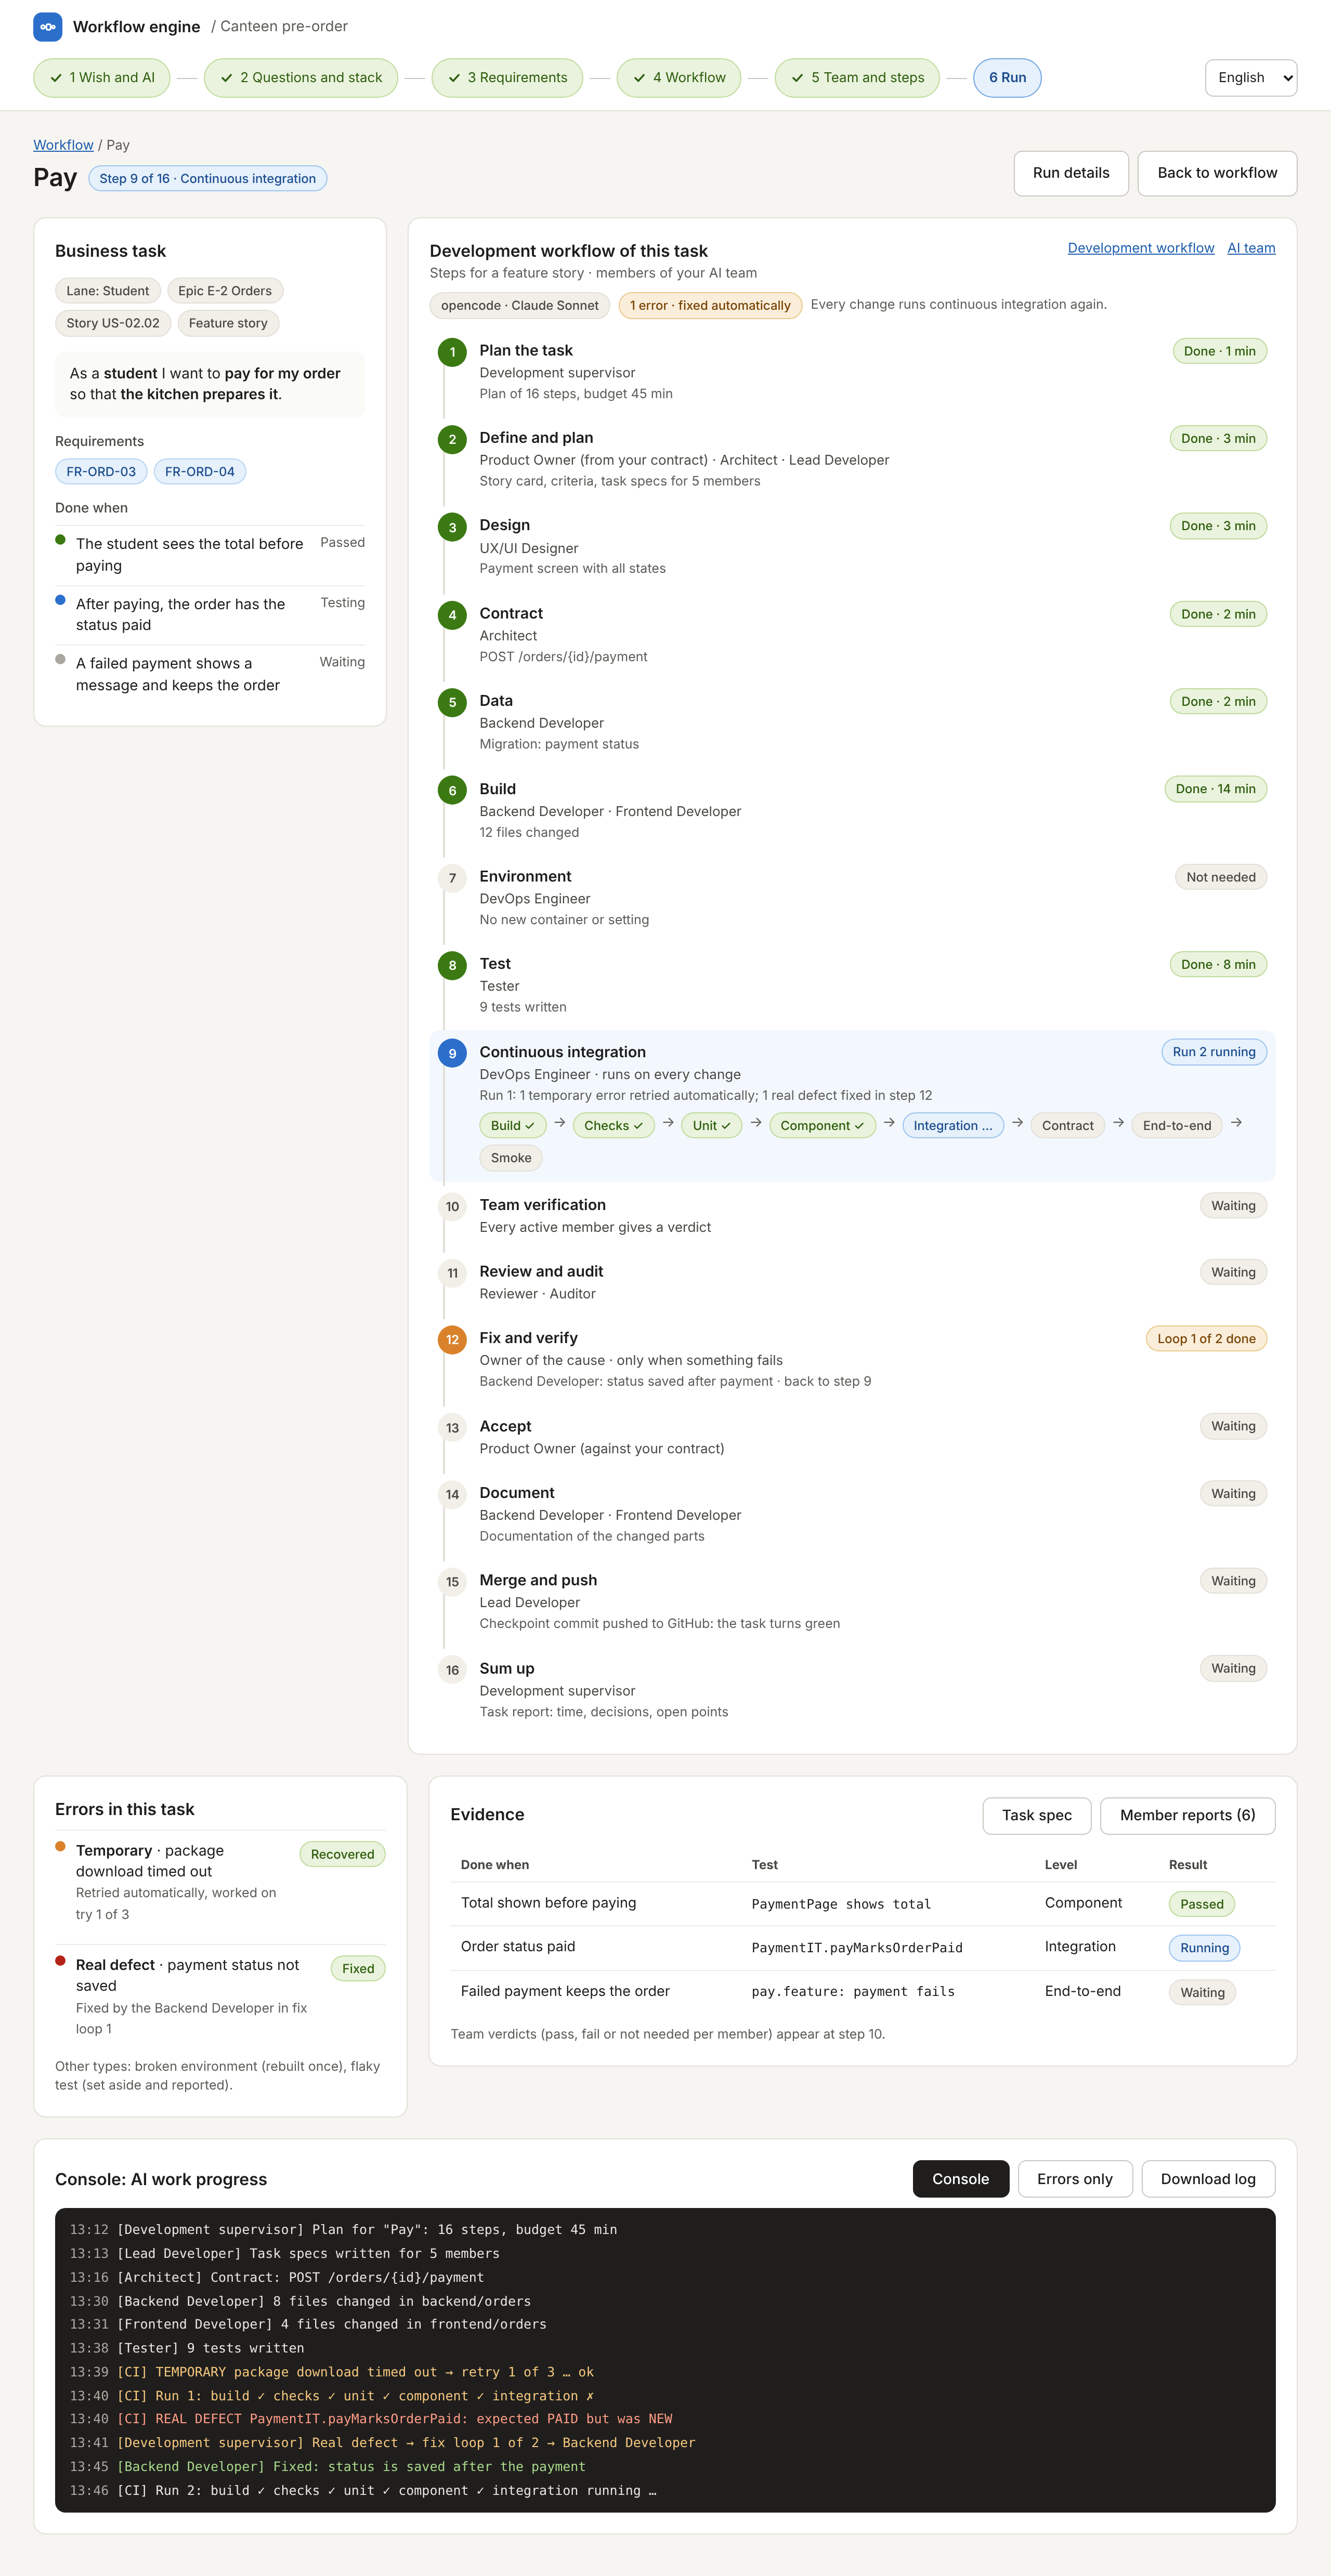 Workflow engine / Canteen pre-order
✓ 1 Wish and AI
✓ 2 Questions and stack
✓ 3 Requirements
✓ 4 Workflow
✓ 5 Team and steps
6 Run
English
Workflow / Pay
Pay
Step 9 of 16 · Continuous integration
Run details
Back to workflow
Business task
Lane: Student
Epic E-2 Orders
Story US-02.02
Feature story
As a student I want to pay for my order
so that the kitchen prepares it.
Requirements
FR-ORD-03
FR-ORD-04
Done when
The student sees the total before
paying
Passed
After paying, the order has the
status paid
Testing
A failed payment shows a
message and keeps the order
Waiting
Development workflow of this task
Development workflow
AI team
Steps for a feature story · members of your AI team
opencode · Claude Sonnet
1 error · fixed automatically
Every change runs continuous integration again.
1
Plan the task
Done · 1 min
Development supervisor
Plan of 16 steps, budget 45 min
2
Define and plan
Done · 3 min
Product Owner (from your contract) · Architect · Lead Developer
Story card, criteria, task specs for 5 members
3
Design
Done · 3 min
UX/UI Designer
Payment screen with all states
4
Contract
Done · 2 min
Architect
POST /orders/{id}/payment
5
Data
Done · 2 min
Backend Developer
Migration: payment status
6
Build
Done · 14 min
Backend Developer · Frontend Developer
12 files changed
7
Environment
Not needed
DevOps Engineer
No new container or setting
8
Test
Done · 8 min
Tester
9 tests written
9
Continuous integration
Run 2 running
DevOps Engineer · runs on every change
Run 1: 1 temporary error retried automatically; 1 real defect fixed in step 12
Build ✓ → Checks ✓ → Unit ✓ → Component ✓ → Integration … → Contract → End-to-end →
Smoke
10
Team verification
Waiting
Every active member gives a verdict
11
Review and audit
Waiting
Reviewer · Auditor
12
Fix and verify
Loop 1 of 2 done
Owner of the cause · only when something fails
Backend Developer: status saved after payment · back to step 9
13
Accept
Waiting
Product Owner (against your contract)
14
Document
Waiting
Backend Developer · Frontend Developer
Documentation of the changed parts
15
Merge and push
Waiting
Lead Developer
Checkpoint commit pushed to GitHub: the task turns green
16
Sum up
Waiting
Development supervisor
Task report: time, decisions, open points
Errors in this task
Temporary · package
download timed out
Recovered
Retried automatically, worked on
try 1 of 3
Real defect · payment status not
saved
Fixed
Fixed by the Backend Developer in fix
loop 1
Other types: broken environment (rebuilt once), flaky
test (set aside and reported).
Evidence
Task spec
Member reports (6)
Done when Test Level Result
Total shown before paying PaymentPage shows total Component Passed
Order status paid PaymentIT.payMarksOrderPaid Integration Running
Failed payment keeps the order pay.feature: payment fails End-to-end Waiting
Team verdicts (pass, fail or not needed per member) appear at step 10.
Console: AI work progress
Console
Errors only
Download log
13:12 [Development supervisor] Plan for "Pay": 16 steps, budget 45 min
13:13 [Lead Developer] Task specs written for 5 members
13:16 [Architect] Contract: POST /orders/{id}/payment
13:30 [Backend Developer] 8 files changed in backend/orders
13:31 [Frontend Developer] 4 files changed in frontend/orders
13:38 [Tester] 9 tests written
13:39 [CI] TEMPORARY package download timed out → retry 1 of 3 … ok
13:40 [CI] Run 1: build ✓ checks ✓ unit ✓ component ✓ integration ✗
13:40 [CI] REAL DEFECT PaymentIT.payMarksOrderPaid: expected PAID but was NEW
13:41 [Development supervisor] Real defect → fix loop 1 of 2 → Backend Developer
13:45 [Backend Developer] Fixed: status is saved after the payment
13:46 [CI] Run 2: build ✓ checks ✓ unit ✓ component ✓ integration running …